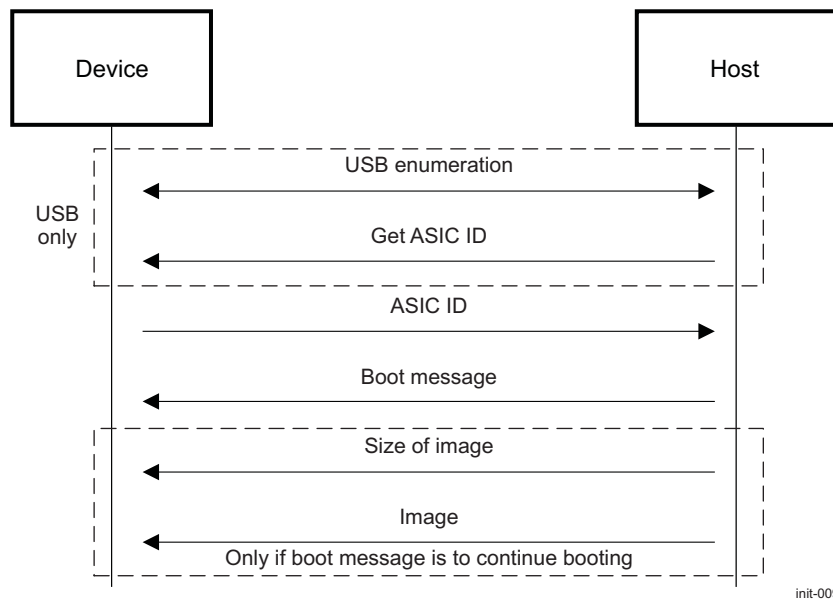 Device
Host
USB enumeration
USB
only
Get ASIC ID
ASIC ID
Boot message
Size of image
Image
Only if boot message is to continue booting